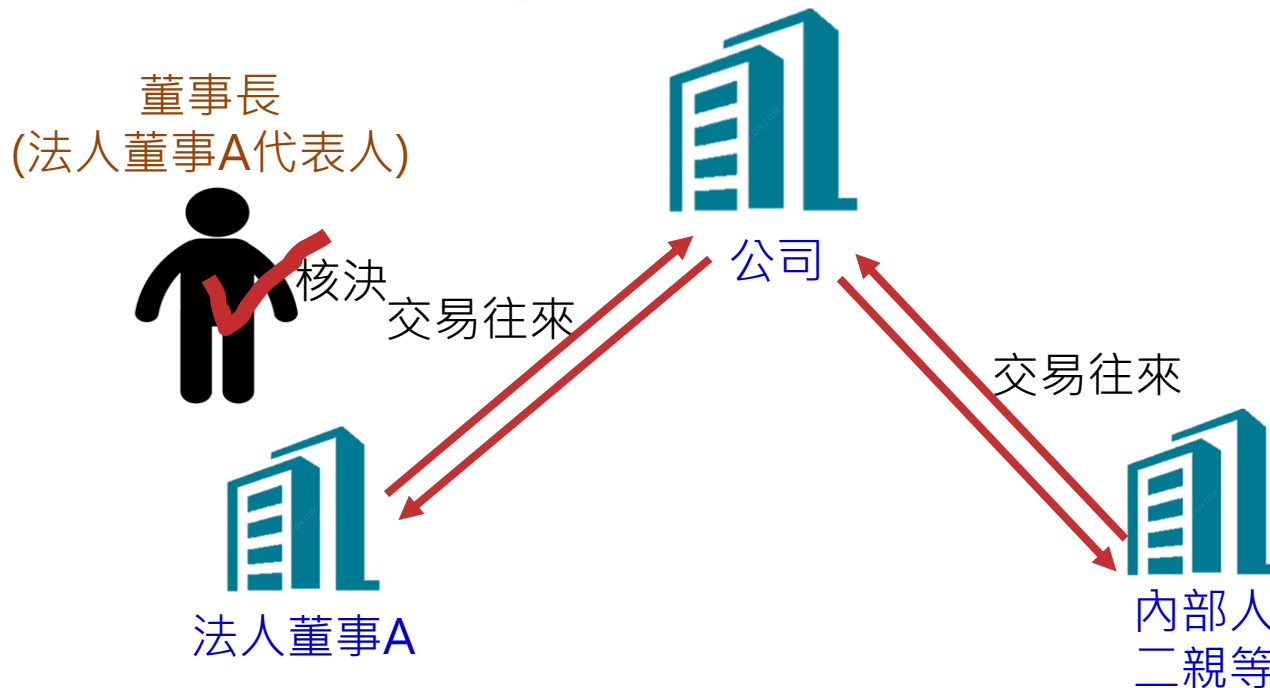 董事長
(法人董事A代表人)
公司
核決
交易往來
交易往來
法人董事A
內部人
二親等